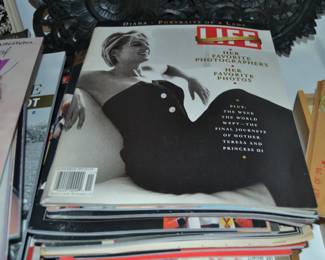 DIANA • PORTRAITS OF A LADY
LIFE
HER
FAVORITE
PHOTOGRAPHERS
HER
FAVORITE
PHOTOS
PLUS:
THE WEEK
THE WORLD
WEPT—THE
FINAL JOURNEYS
OF MOTHER
TERESA AND
PRINCESS DI